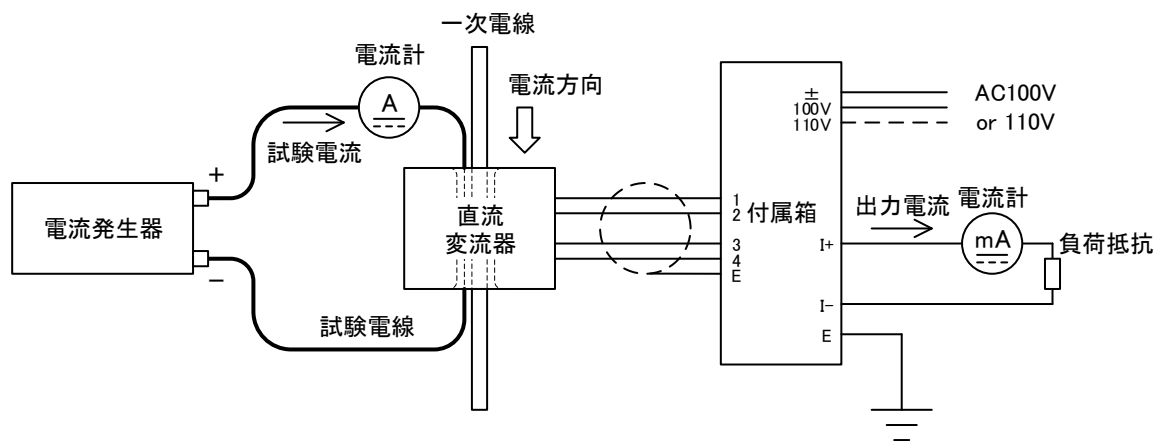 一次電線
電流計
A
電流方向
試験電流
+
電流発生器
−
試験電線
直流
変流器
±
100V
110V
AC100V
or 110V
1
2
3
4
E
付属箱
出力電流
電流計
mA
負荷抵抗
I+
I−
E